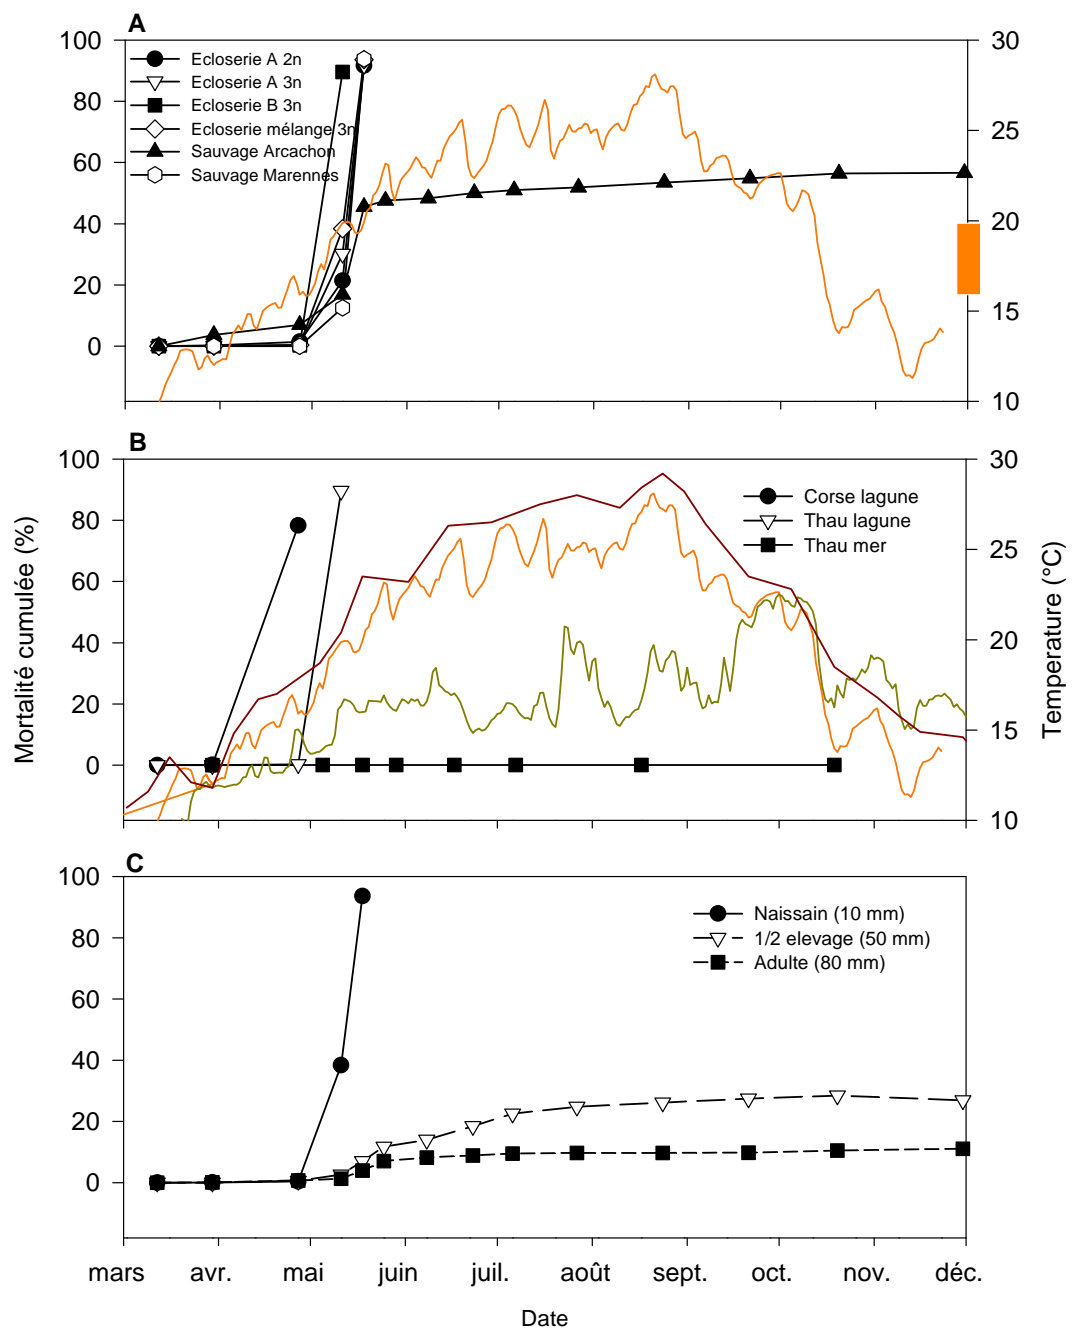 A
100
80
60
40
20
0
Ecloserie A 2n
Ecloserie A 3n
Ecloserie B 3n
Ecloserie mélange 3n
Sauvage Arcachon
Sauvage Marennes
30
25
20
15
10
B
100
80
60
40
20
0
Corse lagune
Thau lagune
Thau mer
30
25
20
15
10
Mortalité cumulée (%)
Temperature (°C)
C
100
80
60
40
20
0
Naissain (10 mm)
1/2 elevage (50 mm)
Adulte (80 mm)
mars avr. mai juin juil. août sept. oct. nov. déc.
Date